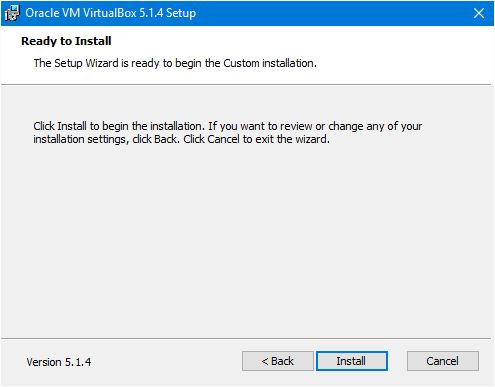 Oracle VM VirtualBox 5.1.4 Setup
Ready to Install
The Setup Wizard is ready to begin the Custom installation.
Click Install to begin the installation. If you want to review or change any of your
installation settings, click Back. Click Cancel to exit the wizard.
Version 5.1.4
< Back
Install
Cancel